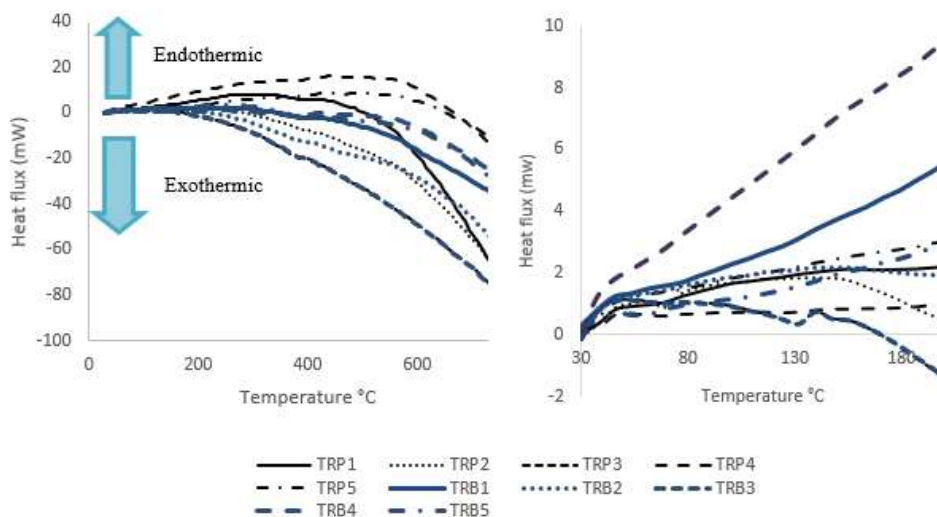 40
20
0
-20
-40
-60
-80
-100
Heat flux (mW)
Endothermic
Exothermic
0 200 400 600
Temperature °C
10
8
6
4
2
0
-2
Heat flux (mw)
30 80 130 180
Temperature °C
TRP1 TRP2 TRP3 TRP4
TRP5 TRB1 TRB2 TRB3
TRB4 TRB5